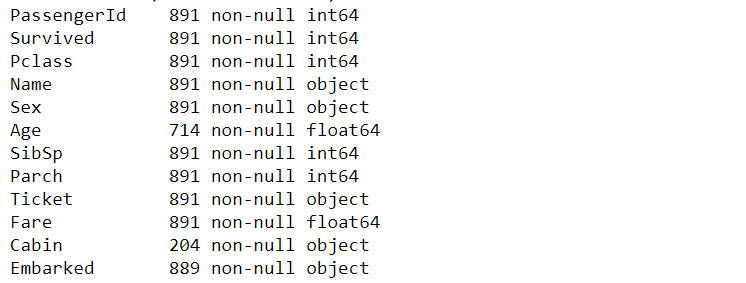 PassengerId    891 non-null int64
Survived       891 non-null int64
Pclass         891 non-null int64
Name           891 non-null object
Sex            891 non-null object
Age            714 non-null float64
SibSp          891 non-null int64
Parch          891 non-null int64
Ticket         891 non-null object
Fare           891 non-null float64
Cabin          204 non-null object
Embarked       889 non-null object